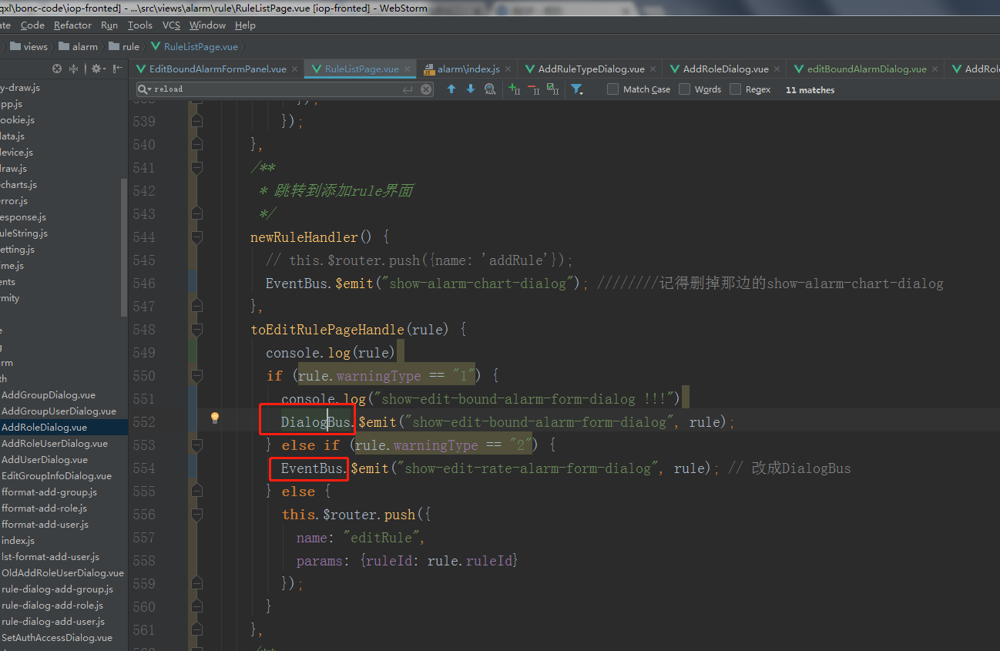 qxl\bonc-code\iop-fronted] - ...\src\views\alarm\rule\RuleListPage.vue [iop-fronted] - WebStorm
ate Code Refactor Run Tools VCS Window Help
views alarm rule RuleListPage.vue
EditBoundAlarmFormPanel.vue RuleListPage.vue alarm\index.js AddRuleTypeDialog.vue AddRoleDialog.vue editBoundAlarmDialog.vue AddRol
reload Match Case Words Regex 11 matches
y-draw.js
pp.js
ookie.js
lata.js
device.js
draw.js
echarts.js
error.js
esponse.js
uleString.js
etting.js
ime.js
ents
rmity
e
g
rm
th
AddGroupDialog.vue
AddGroupUserDialog.vue
AddRoleDialog.vue
AddRoleUserDialog.vue
AddUserDialog.vue
EditGroupInfoDialog.vue
fformat-add-group.js
fformat-add-role.js
fformat-add-user.js
index.js
lst-format-add-user.js
OldAddRoleUserDialog.vue
rule-dialog-add-group.js
rule-dialog-add-role.js
rule-dialog-add-user.js
SetAuthAccessDialog.vue
538 });
539 });
540 },
541 /**
542 * 跳转到添加rule界面
543 */
544 newRuleHandler() {
545 // this.$router.push({name: 'addRule'});
546 EventBus.$emit("show-alarm-chart-dialog"); ////////记得删掉那边的show-alarm-chart-dialog
547 },
548 toEditRulePageHandle(rule) {
549 console.log(rule)
550 if (rule.warningType == "1") {
551 console.log("show-edit-bound-alarm-form-dialog !!!")
552 DialogBus.$emit("show-edit-bound-alarm-form-dialog", rule);
553 } else if (rule.warningType == "2") {
554 EventBus.$emit("show-edit-rate-alarm-form-dialog", rule); // 改成DialogBus
555 } else {
556 this.$router.push({
557 name: "editRule",
558 params: {ruleId: rule.ruleId}
559 });
560 }
561 },